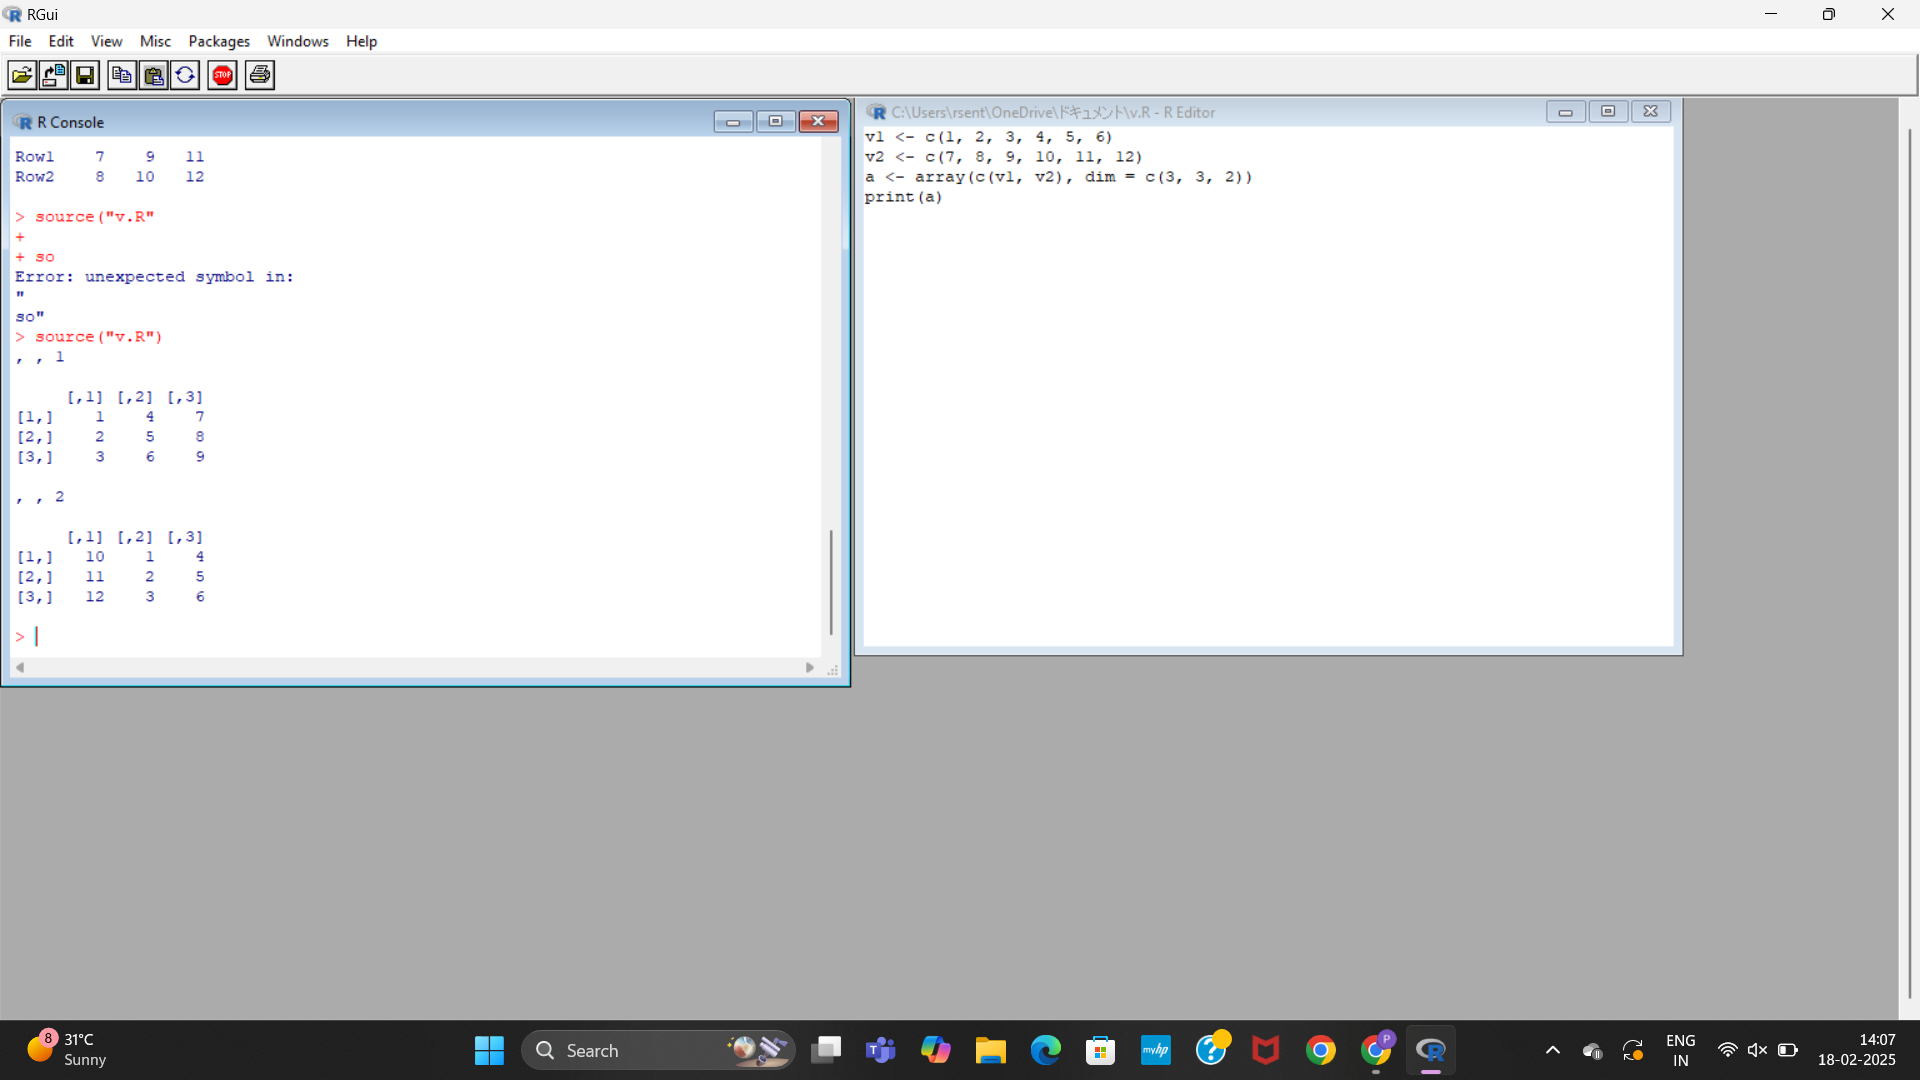 RGui
File Edit View Misc Packages Windows Help
STOP
R Console
Row1 7 9 11
Row2 8 10 12
> source("v.R"
+
+ so
Error: unexpected symbol in:
"
so"
> source("v.R")
, , 1
[,1] [,2] [,3]
[1,] 1 4 7
[2,] 2 5 8
[3,] 3 6 9
, , 2
[,1] [,2] [,3]
[1,] 10 1 4
[2,] 11 2 5
[3,] 12 3 6
>
C:\Users\rsent\OneDrive\ドキュメント\v.R - R Editor
v1 <- c(1, 2, 3, 4, 5, 6)
v2 <- c(7, 8, 9, 10, 11, 12)
a <- array(c(v1, v2), dim = c(3, 3, 2))
print(a)
8
31°C
Sunny
Search
myhp
P
ENG
IN
14:07
18-02-2025